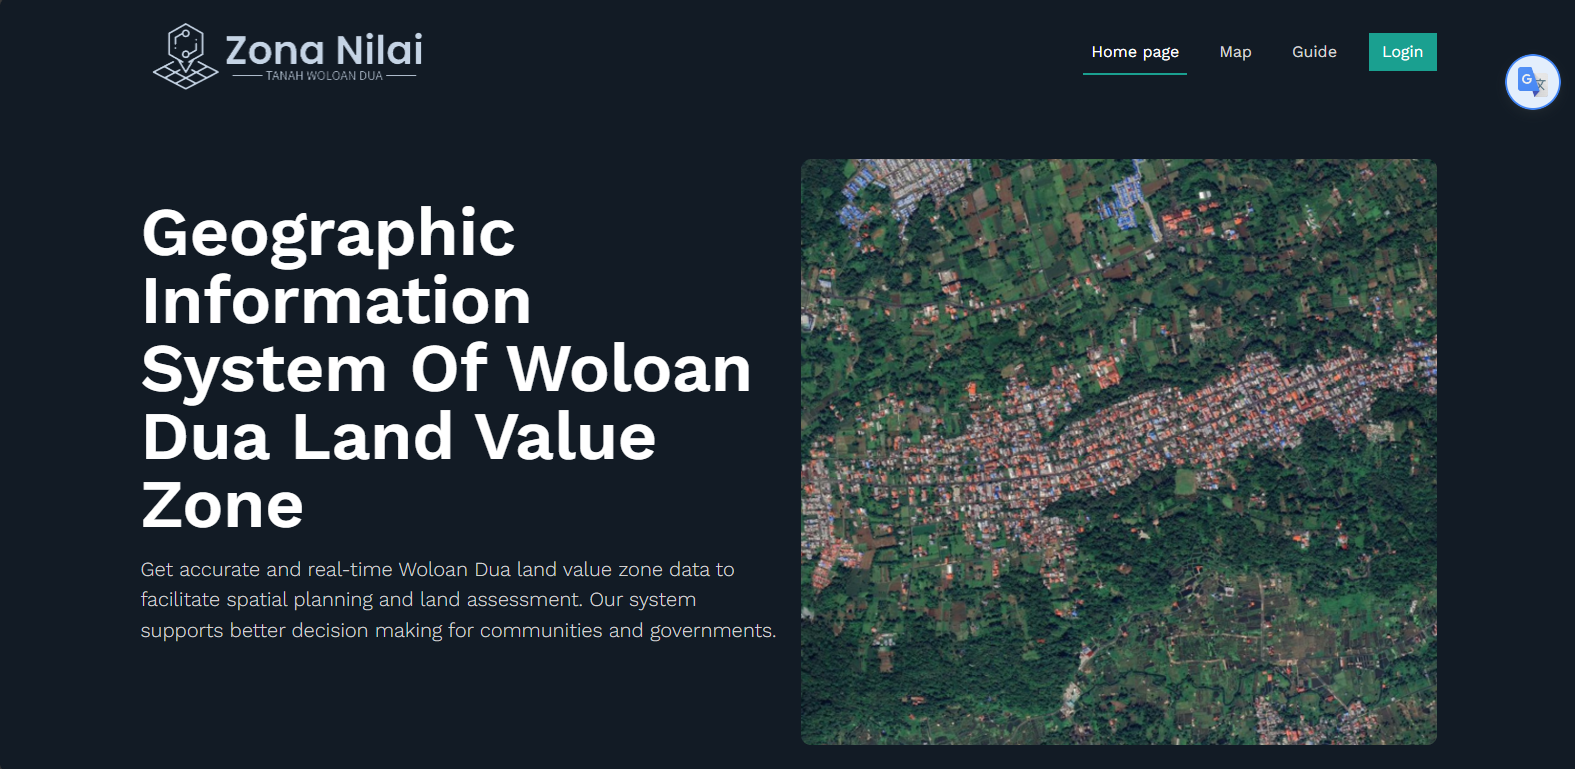 Zona Nilai
TANAH WOLOAN DUA
Home page
Map
Guide
Login
G
Geographic
Information
System Of Woloan
Dua Land Value
Zone
Get accurate and real-time Woloan Dua land value zone data to
facilitate spatial planning and land assessment. Our system
supports better decision making for communities and governments.